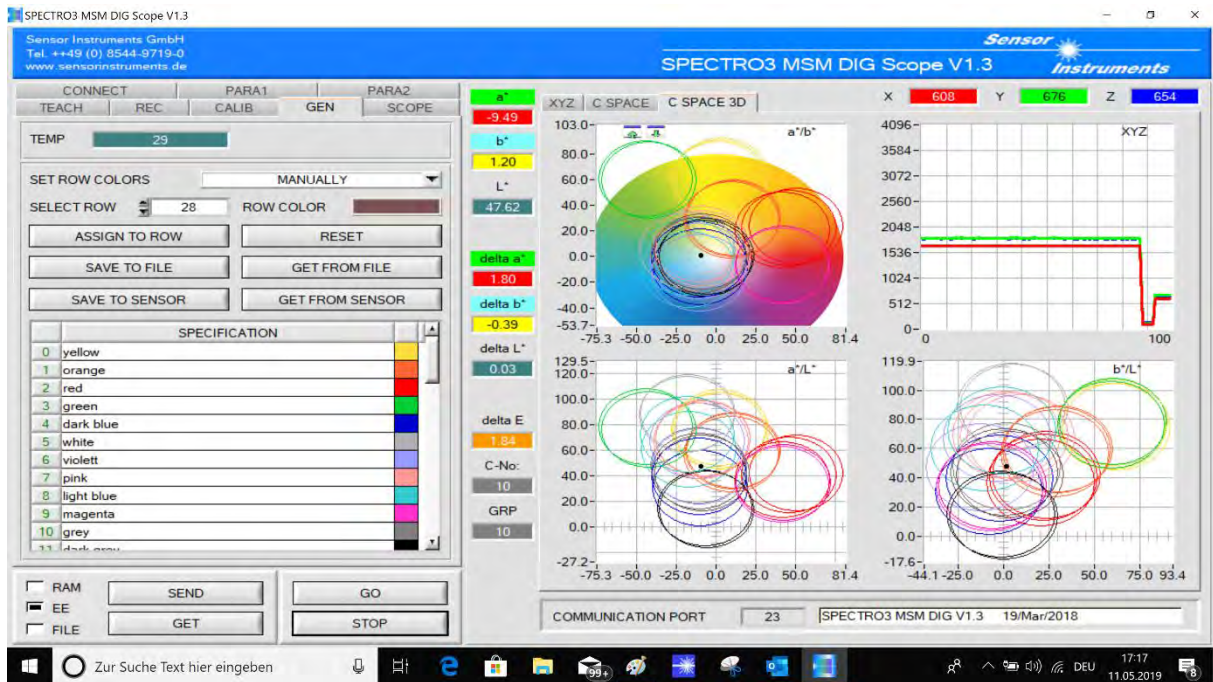 SPECTRO3 MSM DIG Scope V1.3
Sensor Instruments GmbH
Tel. ++49 (0) 8544-9719-0
www.sensorinstruments.de
SPECTRO3 MSM DIG Scope V1.3
Sensor Instruments
CONNECT PARA1 PARA2
TEACH REC CALIB GEN SCOPE
TEMP 29
SET ROW COLORS MANUALLY
SELECT ROW 28 ROW COLOR
ASSIGN TO ROW RESET
SAVE TO FILE GET FROM FILE
SAVE TO SENSOR GET FROM SENSOR
SPECIFICATION
0 yellow
1 orange
2 red
3 green
4 dark blue
5 white
6 violett
7 pink
8 light blue
9 magenta
10 grey
11 dark grey
RAM SEND GO
EE
FILE GET STOP
a*
-9.49
b*
1.20
L*
47.62
delta a*
1.80
delta b*
-0.39
delta L*
0.03
delta E
1.84
C-No:
10
GRP
10
XYZ C SPACE C SPACE 3D
X 608 Y 676 Z 654
a*/b*
103.0
80.0
60.0
40.0
20.0
0.0
-20.0
-40.0
-53.7
-75.3 -50.0 -25.0 0.0 25.0 50.0 81.4
XYZ
4096
3584
3072
2560
2048
1536
1024
512
0
0 100
a*/L*
129.5
120.0
100.0
80.0
60.0
40.0
20.0
0.0
-27.2
-75.3 -50.0 -25.0 0.0 25.0 50.0 81.4
b*/L*
119.9
100.0
80.0
60.0
40.0
20.0
0.0
-17.6
-44.1 -25.0 0.0 25.0 50.0 75.0 93.4
COMMUNICATION PORT 23 SPECTRO3 MSM DIG V1.3 19/Mar/2018
Zur Suche Text hier eingeben
99+
DEU
17:17
11.05.2019
8